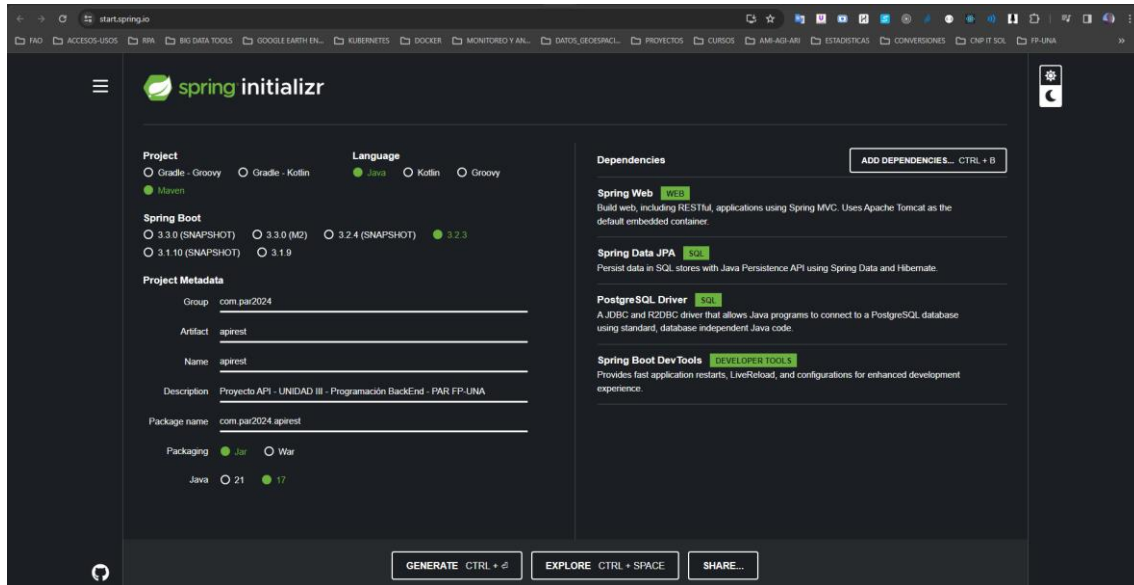 start.spring.io
FAO ACCESOS-USOS RPA BIG DATA TOOLS GOOGLE EARTH EN... KUBERNETES DOCKER MONITOREO Y AN... DATOS_GEOESPACI... PROYECTOS CURSOS AMI-AGI-ARI ESTADISTICAS CONVERSIONES CNP IT SOL FP-UNA »
spring initializr
Project
Gradle - Groovy Gradle - Kotlin
Maven
Language
Java Kotlin Groovy
Spring Boot
3.3.0 (SNAPSHOT) 3.3.0 (M2) 3.2.4 (SNAPSHOT) 3.2.3
3.1.10 (SNAPSHOT) 3.1.9
Project Metadata
Group com.par2024
Artifact apirest
Name apirest
Description Proyecto API - UNIDAD III - Programación BackEnd - PAR FP-UNA
Package name com.par2024.apirest
Packaging Jar War
Java 21 17
Dependencies
ADD DEPENDENCIES... CTRL + B
Spring Web WEB
Build web, including RESTful, applications using Spring MVC. Uses Apache Tomcat as the
default embedded container.
Spring Data JPA SQL
Persist data in SQL stores with Java Persistence API using Spring Data and Hibernate.
PostgreSQL Driver SQL
A JDBC and R2DBC driver that allows Java programs to connect to a PostgreSQL database
using standard, database independent Java code.
Spring Boot DevTools DEVELOPER TOOLS
Provides fast application restarts, LiveReload, and configurations for enhanced development
experience.
GENERATE CTRL + ⏎ EXPLORE CTRL + SPACE SHARE...